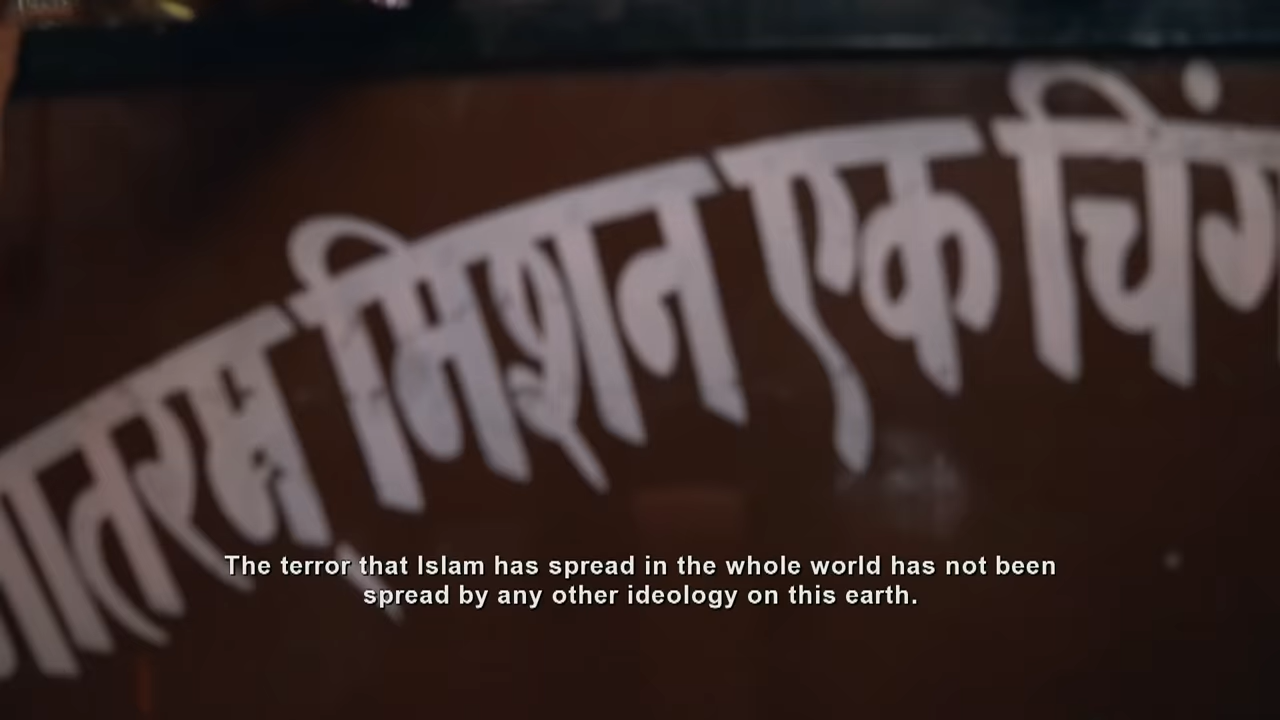 मातरम् मिशन एक
The terror that Islam has spread in the whole world has not been
spread by any other ideology on this earth.